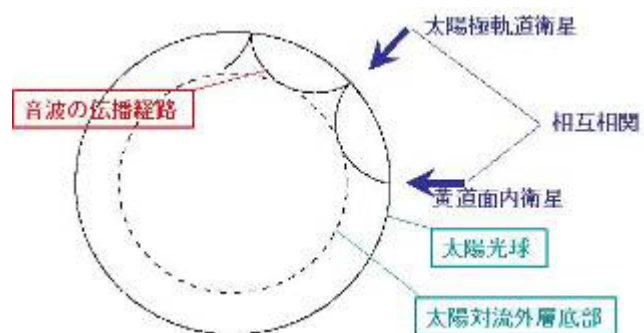 太陽極軌道衛星
音波の伝播経路
相互相関
黄道面内衛星
太陽光球
太陽対流外層底部